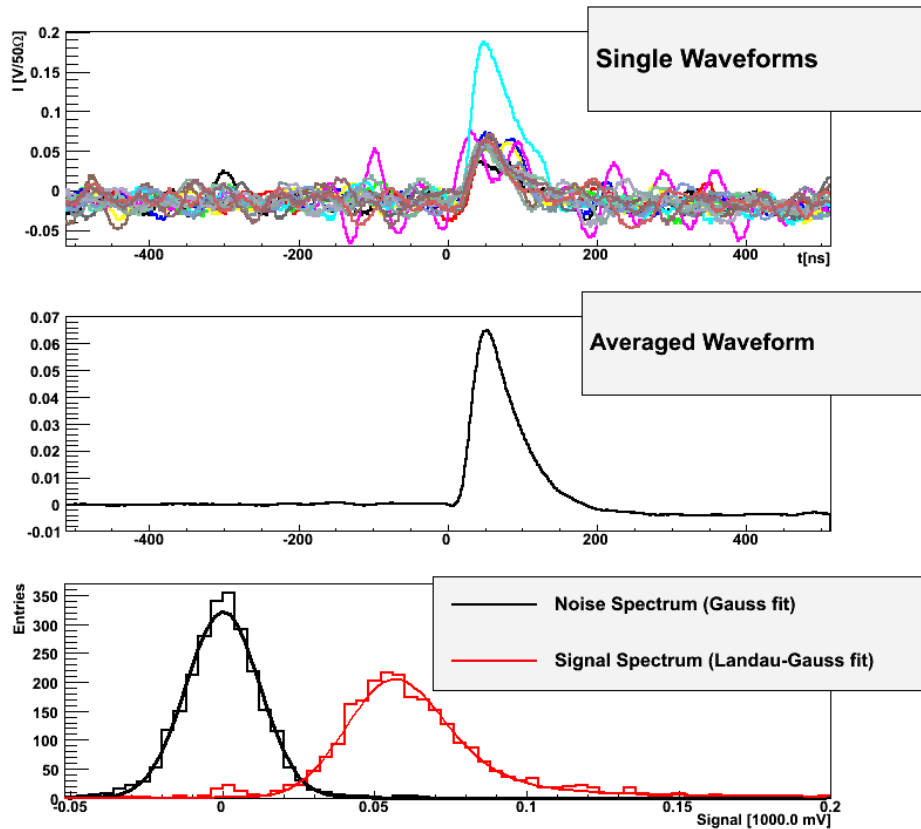 I [V/50Ω]
0.2
0.15
0.1
0.05
0
-0.05
Single Waveforms
-400 -200 0 200 400
t[ns]
0.07
0.06
0.05
0.04
0.03
0.02
0.01
0
-0.01
Averaged Waveform
-400 -200 0 200 400
Entries
350
300
250
200
150
100
50
0
Noise Spectrum (Gauss fit)
Signal Spectrum (Landau-Gauss fit)
-0.05 0 0.05 0.1 0.15 0.2
Signal [1000.0 mV]